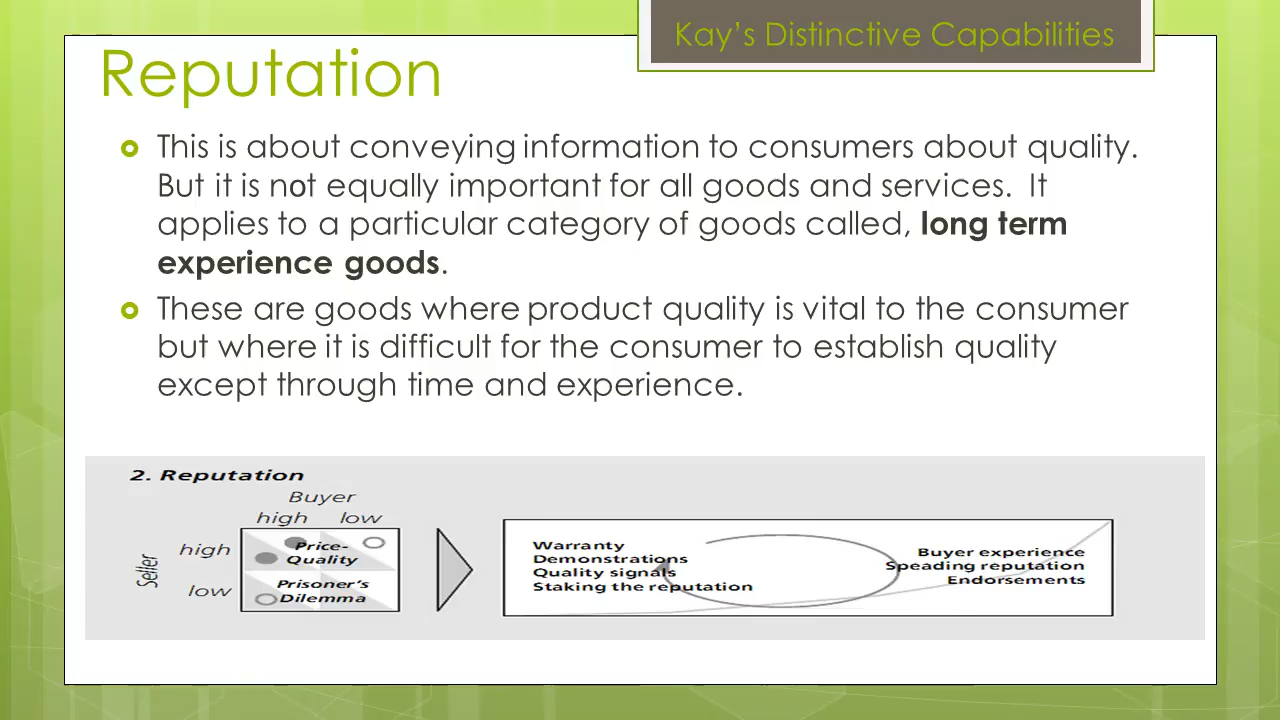 Kay’s Distinctive Capabilities
Reputation
This is about conveying information to consumers about quality.
But it is not equally important for all goods and services.  It
applies to a particular category of goods called, long term
experience goods.
These are goods where product quality is vital to the consumer
but where it is difficult for the consumer to establish quality
except through time and experience.
2. Reputation
Buyer
high low
Seller
high
low
Price-
Quality
Prisoner's
Dilemma
Warranty
Demonstrations
Quality signals
Staking the reputation
Buyer experience
Speading reputation
Endorsements